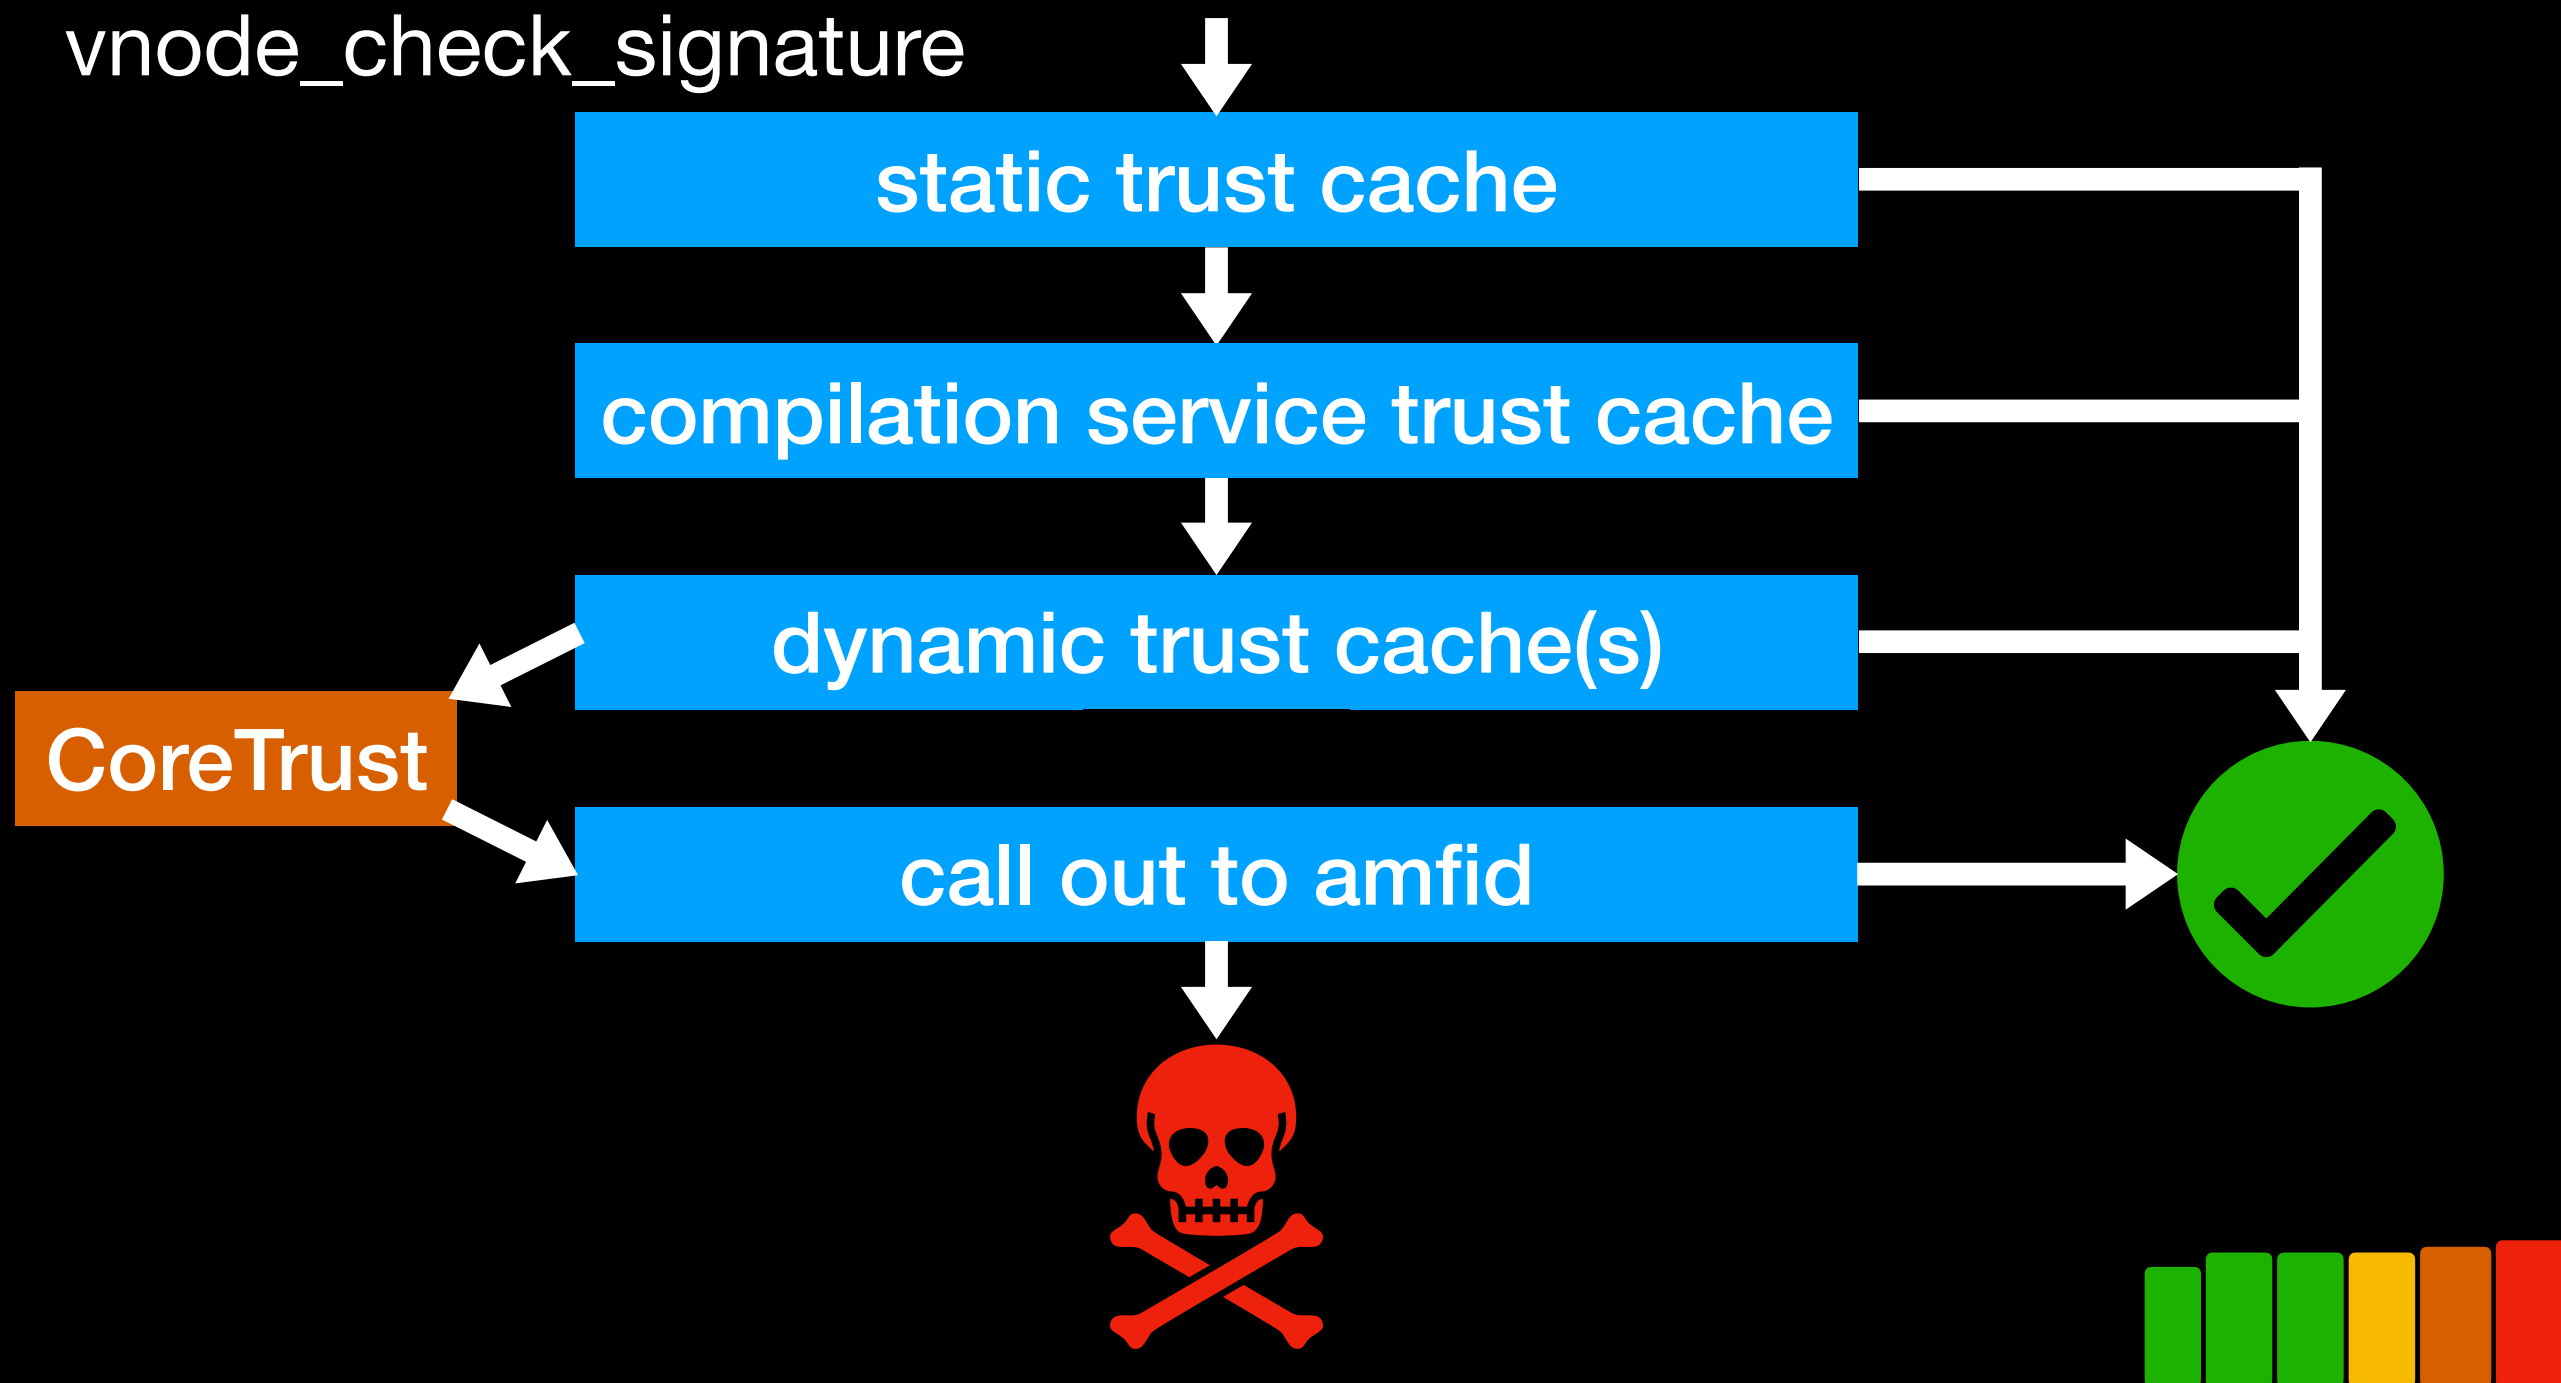 vnode_check_signature
static trust cache
compilation service trust cache
dynamic trust cache(s)
CoreTrust
call out to amfid